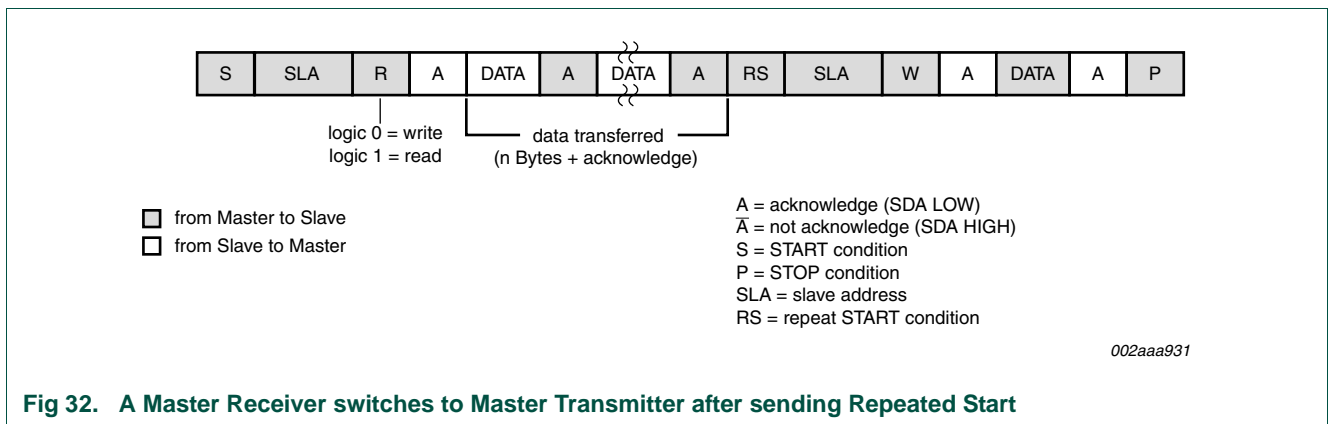 S SLA R A DATA A DATA A RS SLA W A DATA A P
logic 0 = write
logic 1 = read
data transferred
(n Bytes + acknowledge)
from Master to Slave
from Slave to Master
A = acknowledge (SDA LOW)
A̅ = not acknowledge (SDA HIGH)
S = START condition
P = STOP condition
SLA = slave address
RS = repeat START condition
002aaa931
Fig 32. A Master Receiver switches to Master Transmitter after sending Repeated Start